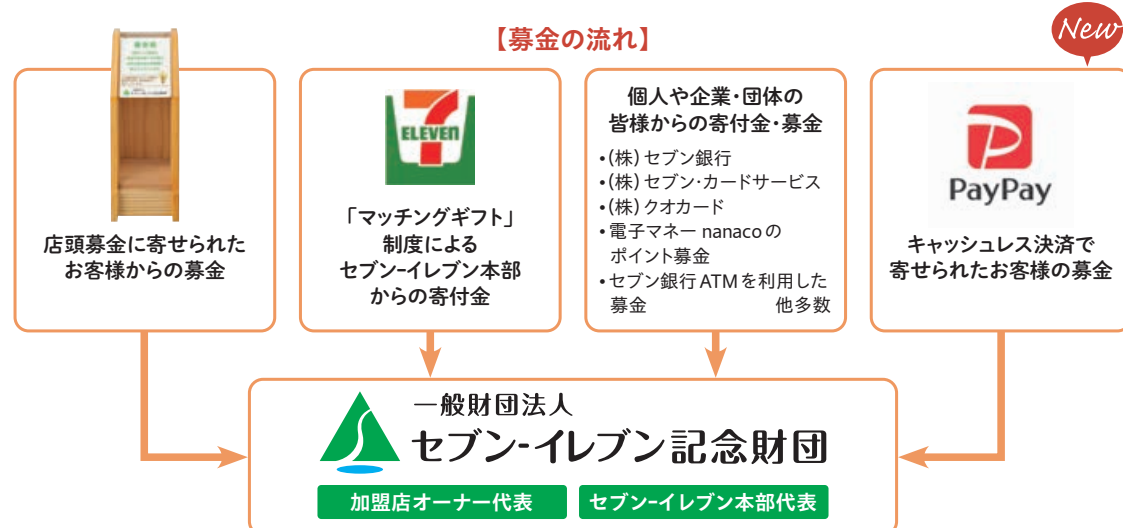 【募金の流れ】
New
店頭募金に寄せられた
お客様からの募金
7
ELEVEN
「マッチングギフト」
制度による
セブン-イレブン本部
からの寄付金
個人や企業・団体の
皆様からの寄付金・募金
・(株)セブン銀行
・(株)セブン・カードサービス
・(株)クオカード
・電子マネー nanacoの
ポイント募金
・セブン銀行ATMを利用した
募金 他多数
PayPay
キャッシュレス決済で
寄せられたお客様の募金
一般財団法人
セブン-イレブン記念財団
加盟店オーナー代表
セブン-イレブン本部代表